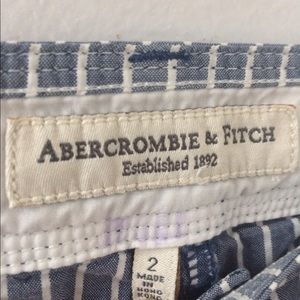 ABERCROMBIE & FITCH
Established 1892
2
MADE
IN
HONG
KONG